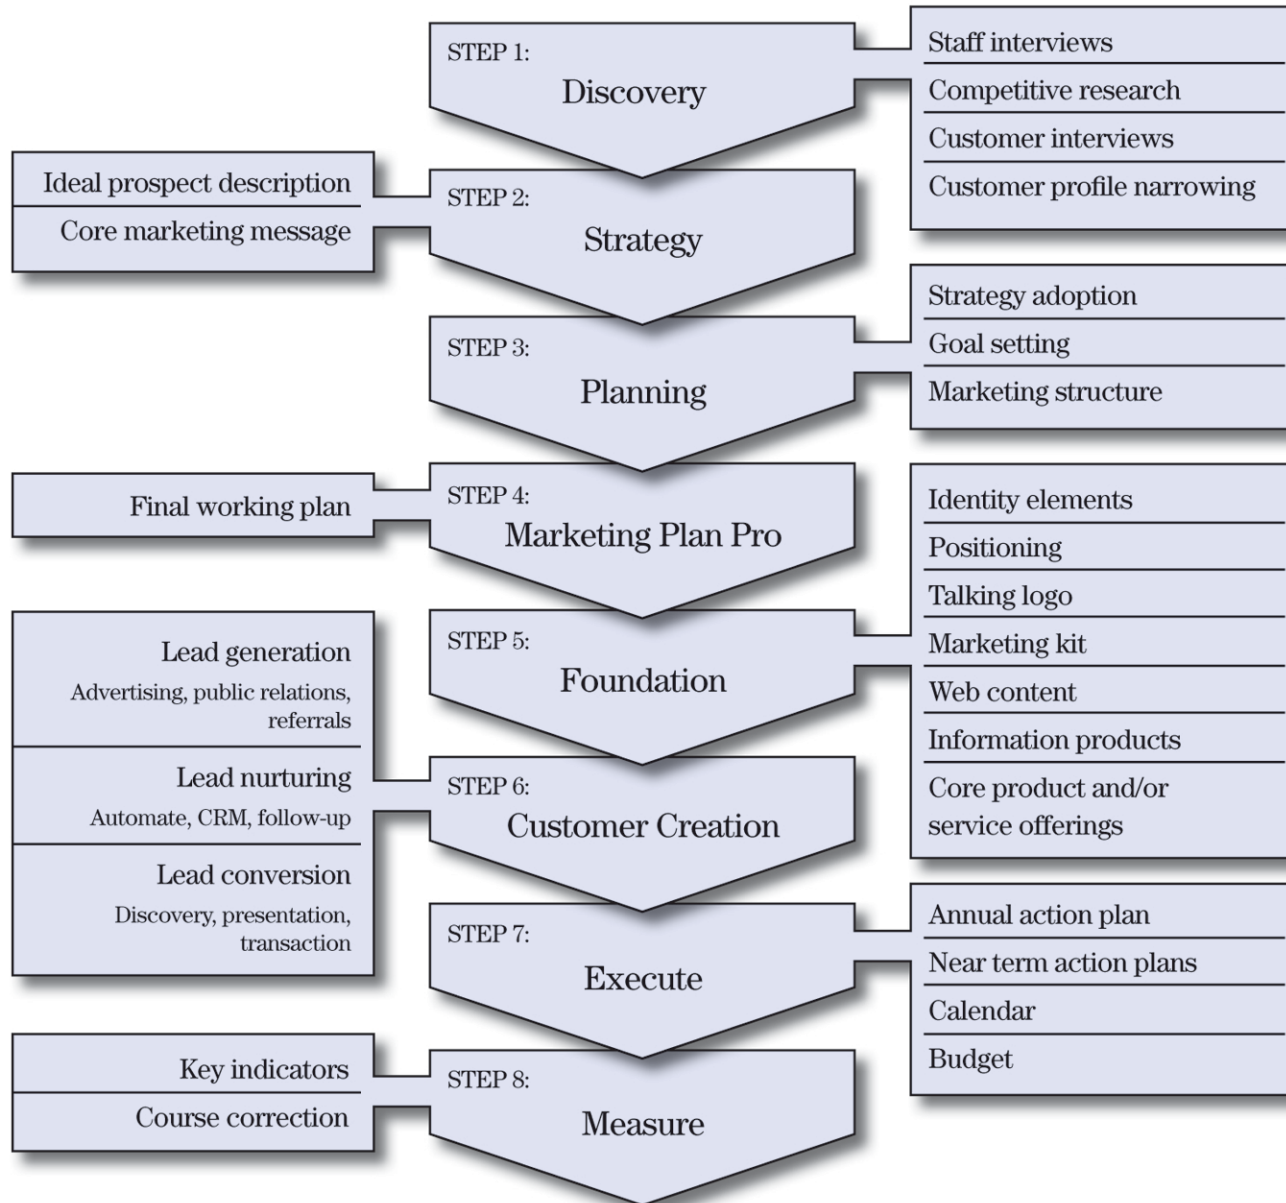 STEP 1:
Discovery
Staff interviews
Competitive research
Customer interviews
Customer profile narrowing
STEP 2:
Strategy
Ideal prospect description
Core marketing message
STEP 3:
Planning
Strategy adoption
Goal setting
Marketing structure
STEP 4:
Marketing Plan Pro
Final working plan
STEP 5:
Foundation
Identity elements
Positioning
Talking logo
Marketing kit
Web content
Information products
Core product and/or
service offerings
STEP 6:
Customer Creation
Lead generation
Advertising, public relations,
referrals
Lead nurturing
Automate, CRM, follow-up
Lead conversion
Discovery, presentation,
transaction
STEP 7:
Execute
Annual action plan
Near term action plans
Calendar
Budget
STEP 8:
Measure
Key indicators
Course correction